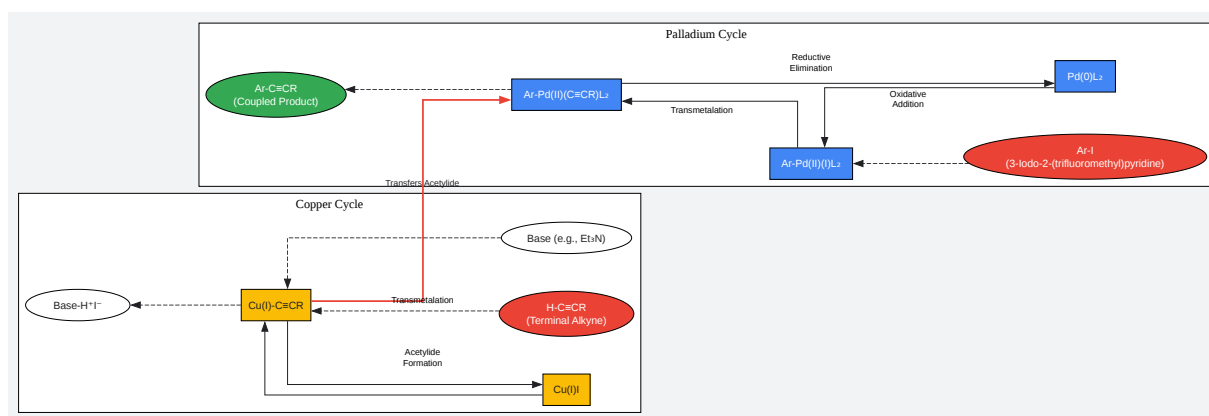 Palladium Cycle
Reductive
Elimination
Pd(0)L₂
Ar-C≡CR
(Coupled Product)
Ar-Pd(II)(C≡CR)L₂
Oxidative
Addition
Transmetalation
Ar-Pd(II)(I)L₂
Ar-I
(3-Iodo-2-(trifluoromethyl)pyridine)
Transfers Acetylide
Copper Cycle
Base (e.g., Et₃N)
Base-H⁺I⁻
Cu(I)-C≡CR
Transmetalation
H-C≡CR
(Terminal Alkyne)
Acetylide
Formation
Cu(I)I